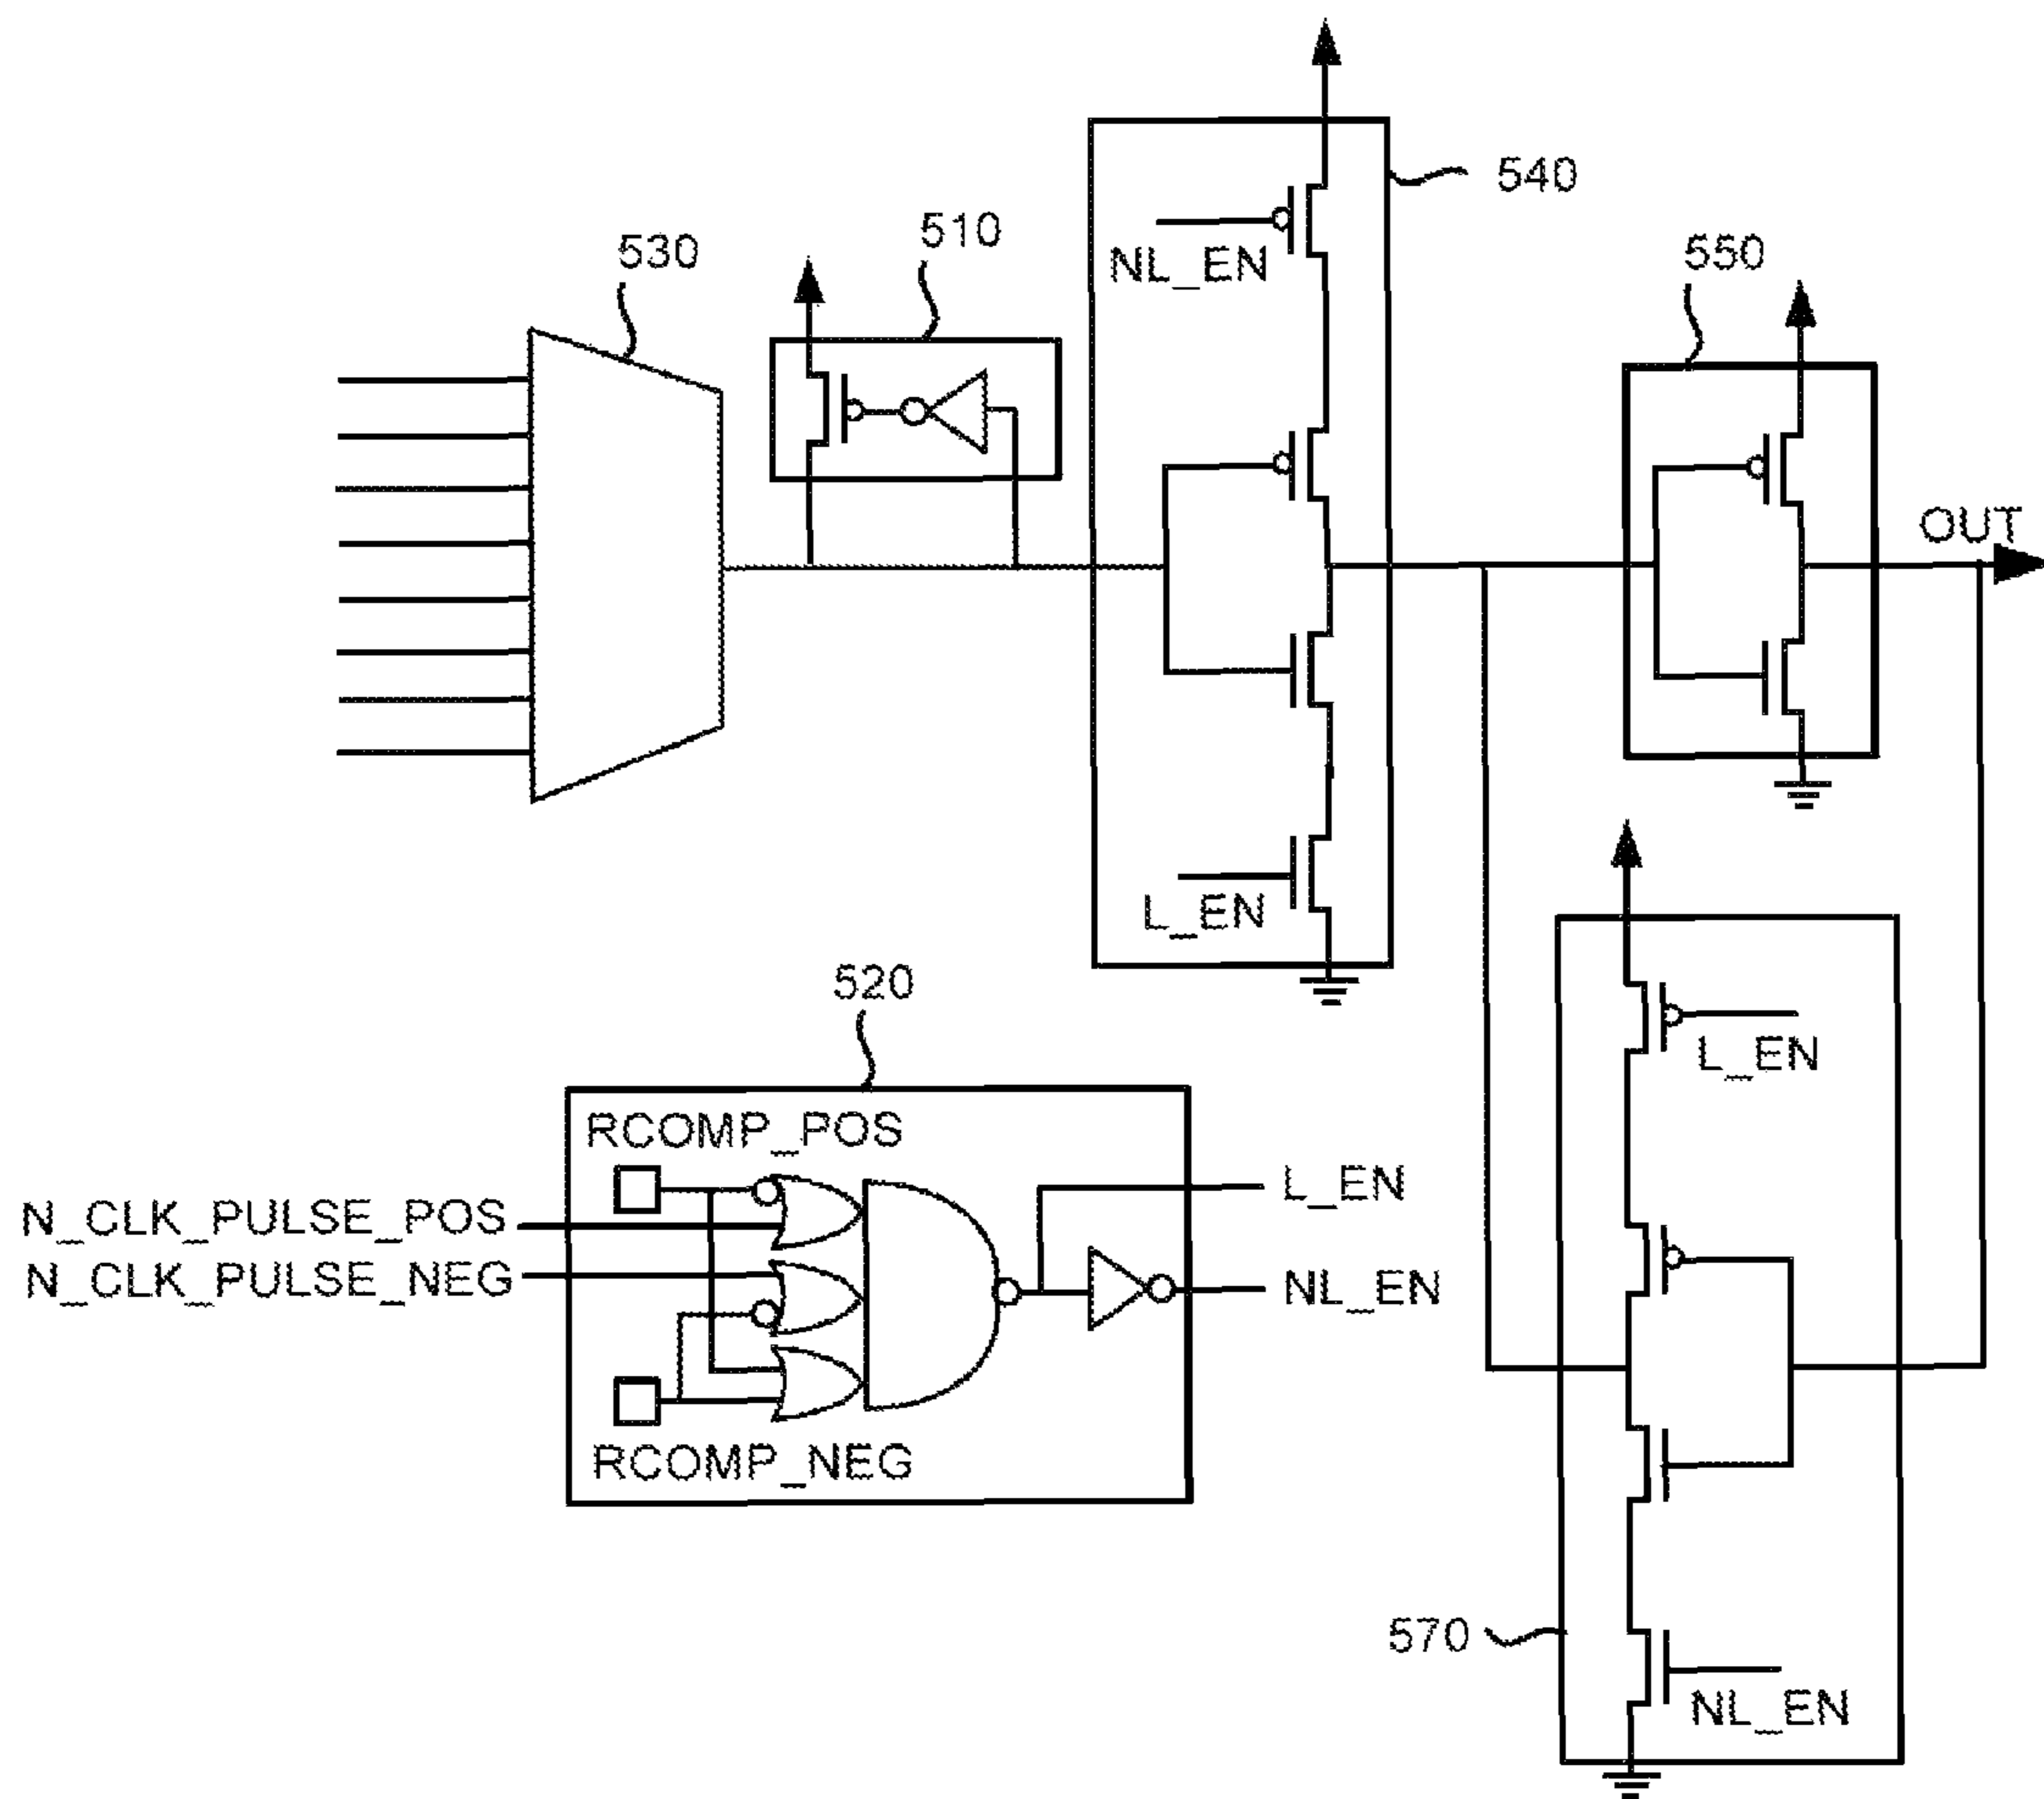 540
510
550
530
NL_EN
OUT
L_EN
520
L_EN
RCOMP_POS
L_EN
N_CLK_PULSE_POS
N_CLK_PULSE_NEG
NL_EN
RCOMP_NEG
570
NL_EN